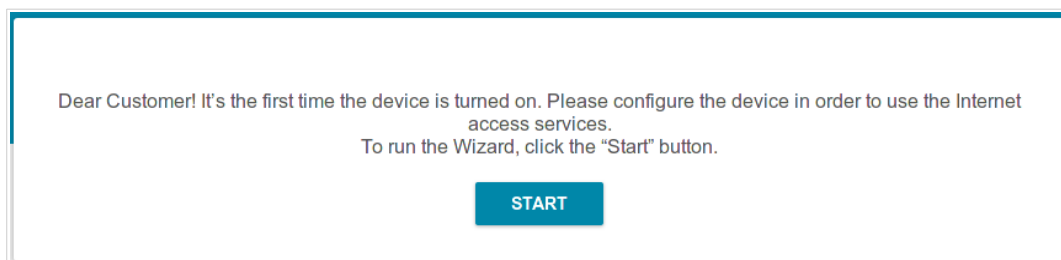 Dear Customer! It’s the first time the device is turned on. Please configure the device in order to use the Internet
access services.
To run the Wizard, click the “Start” button.
START